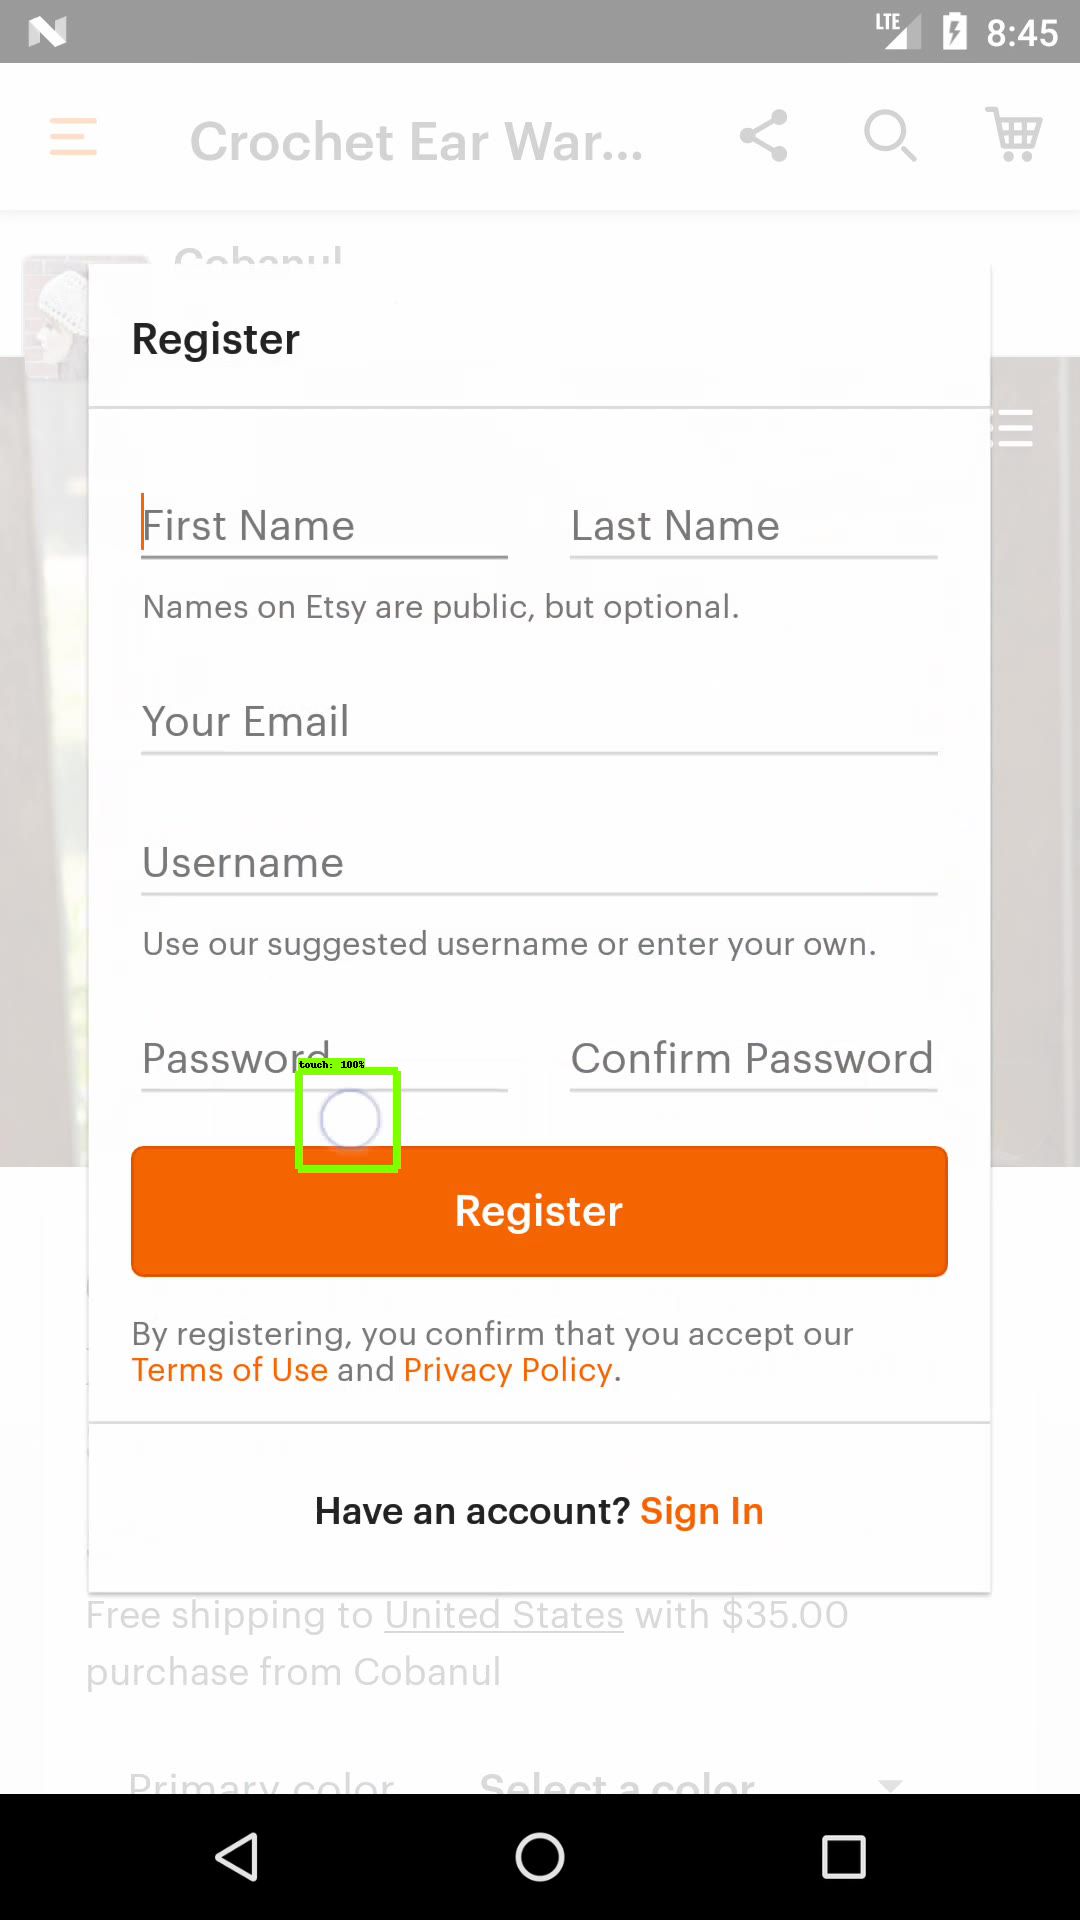 LTE 8:45
Crochet Ear War...
Cobanul
Register
First Name Last Name
Names on Etsy are public, but optional.
Your Email
Username
Use our suggested username or enter your own.
Password Confirm Password
touch: 100%
Register
By registering, you confirm that you accept our
Terms of Use and Privacy Policy.
Have an account? Sign In
Free shipping to United States with $35.00
purchase from Cobanul
Primary color Select a color